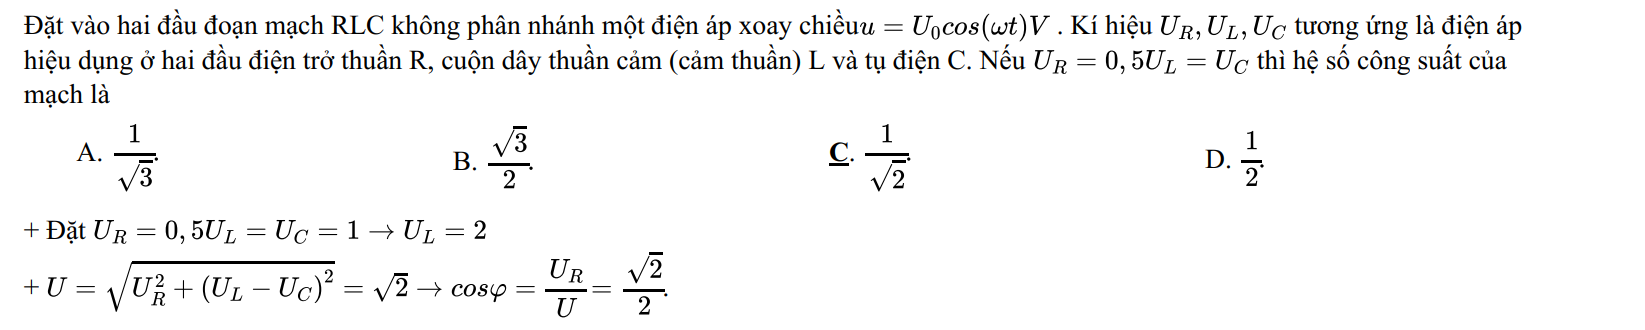 Đặt vào hai đầu đoạn mạch RLC không phân nhánh một điện áp xoay chiều$u = U_0cos(\omega t)V$ . Kí hiệu $U_R, U_L, U_C$ tương ứng là điện áp
hiệu dụng ở hai đầu điện trở thuần R, cuộn dây thuần cảm (cảm thuần) L và tụ điện C. Nếu $U_R = 0,5U_L = U_C$ thì hệ số công suất của
mạch là
A. $\frac{1}{\sqrt{3}}$. B. $\frac{\sqrt{3}}{2}$. C. $\frac{1}{\sqrt{2}}$. D. $\frac{1}{2}$.
+ Đặt $U_R = 0,5U_L = U_C = 1 \rightarrow U_L = 2$
+ $U = \sqrt{U_R^2 + (U_L - U_C)^2} = \sqrt{2} \rightarrow cos\varphi = \frac{U_R}{U} = \frac{\sqrt{2}}{2}$.